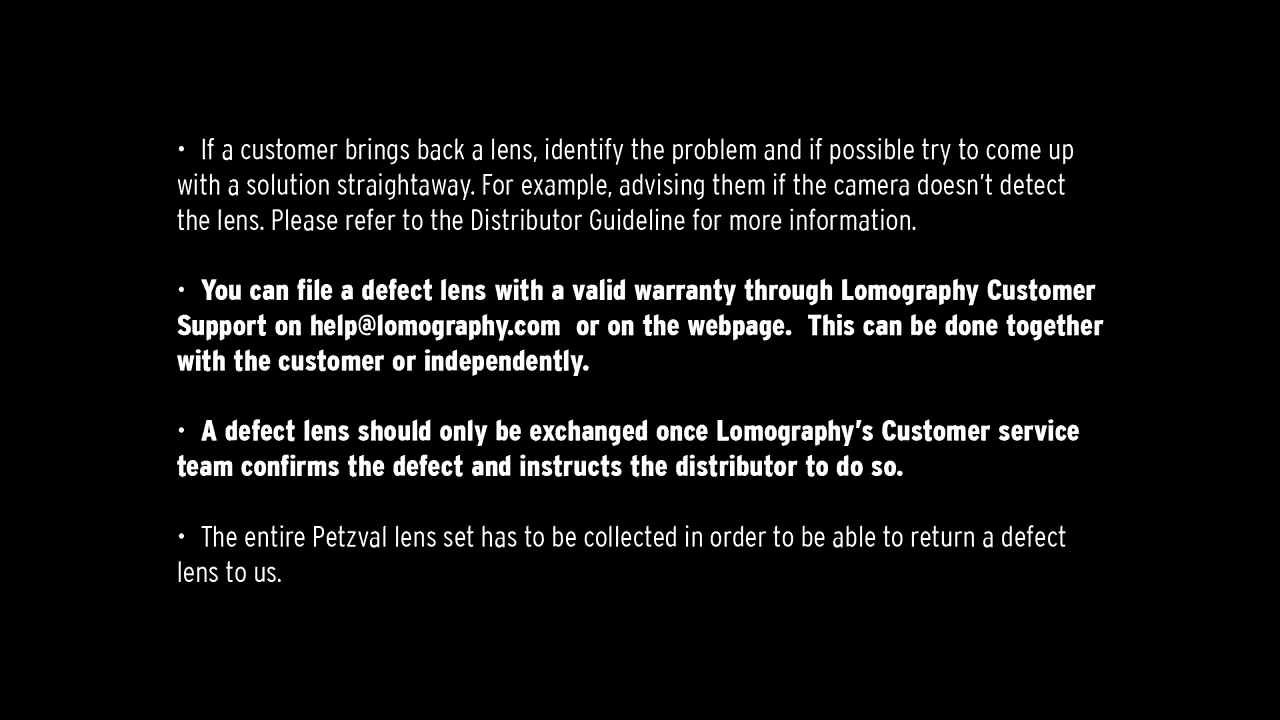 • If a customer brings back a lens, identify the problem and if possible try to come up
with a solution straightaway. For example, advising them if the camera doesn't detect
the lens. Please refer to the Distributor Guideline for more information.
• You can file a defect lens with a valid warranty through Lomography Customer
Support on help@lomography.com  or on the webpage.  This can be done together
with the customer or independently.
• A defect lens should only be exchanged once Lomography's Customer service
team confirms the defect and instructs the distributor to do so.
• The entire Petzval lens set has to be collected in order to be able to return a defect
lens to us.